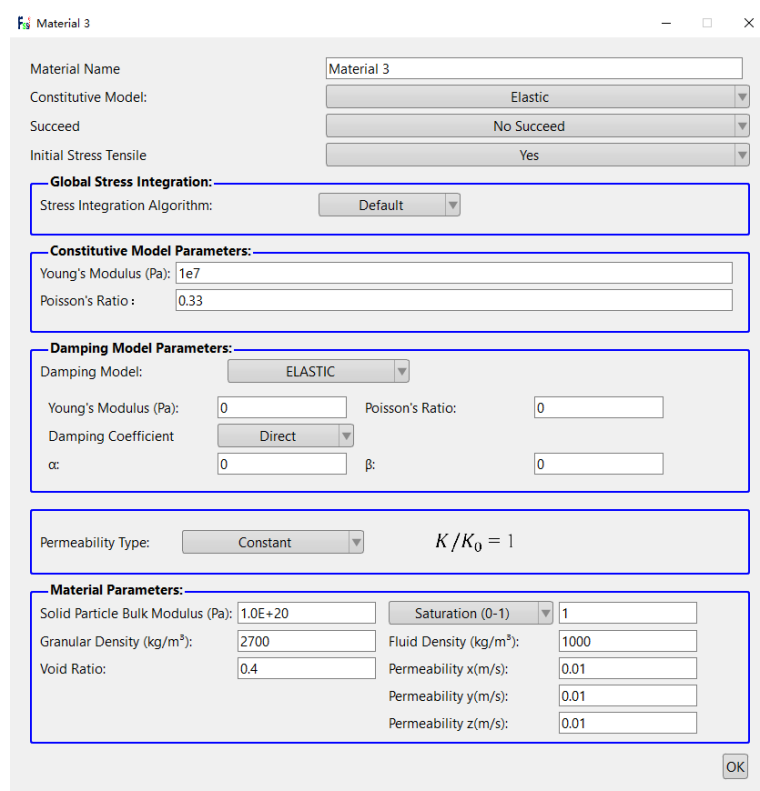 Material 3
Material Name Material 3
Constitutive Model: Elastic
Succeed No Succeed
Initial Stress Tensile Yes
Global Stress Integration:
Stress Integration Algorithm: Default
Constitutive Model Parameters:
Young's Modulus (Pa): 1e7
Poisson's Ratio： 0.33
Damping Model Parameters:
Damping Model: ELASTIC
Young's Modulus (Pa): 0 Poisson's Ratio: 0
Damping Coefficient Direct
α: 0 β: 0
Permeability Type: Constant K/K₀ = 1
Material Parameters:
Solid Particle Bulk Modulus (Pa): 1.0E+20 Saturation (0-1) 1
Granular Density (kg/m³): 2700 Fluid Density (kg/m³): 1000
Void Ratio: 0.4 Permeability x(m/s): 0.01
Permeability y(m/s): 0.01
Permeability z(m/s): 0.01
OK